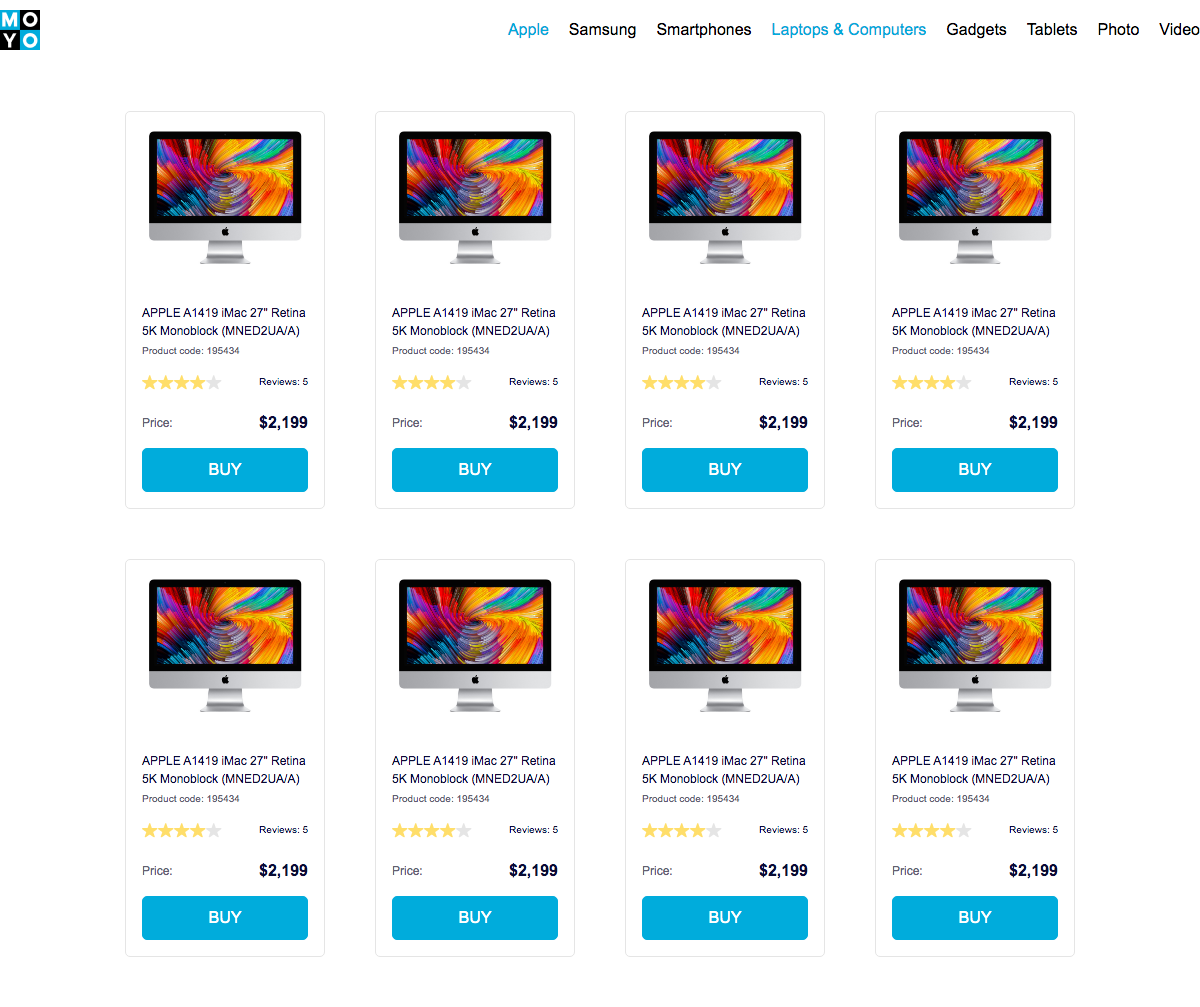 MO
YO
Apple Samsung Smartphones Laptops & Computers Gadgets Tablets Photo Video
APPLE A1419 iMac 27" Retina
5K Monoblock (MNED2UA/A)
Product code: 195434
Reviews: 5
Price: $2,199
BUY
APPLE A1419 iMac 27" Retina
5K Monoblock (MNED2UA/A)
Product code: 195434
Reviews: 5
Price: $2,199
BUY
APPLE A1419 iMac 27" Retina
5K Monoblock (MNED2UA/A)
Product code: 195434
Reviews: 5
Price: $2,199
BUY
APPLE A1419 iMac 27" Retina
5K Monoblock (MNED2UA/A)
Product code: 195434
Reviews: 5
Price: $2,199
BUY
APPLE A1419 iMac 27" Retina
5K Monoblock (MNED2UA/A)
Product code: 195434
Reviews: 5
Price: $2,199
BUY
APPLE A1419 iMac 27" Retina
5K Monoblock (MNED2UA/A)
Product code: 195434
Reviews: 5
Price: $2,199
BUY
APPLE A1419 iMac 27" Retina
5K Monoblock (MNED2UA/A)
Product code: 195434
Reviews: 5
Price: $2,199
BUY
APPLE A1419 iMac 27" Retina
5K Monoblock (MNED2UA/A)
Product code: 195434
Reviews: 5
Price: $2,199
BUY